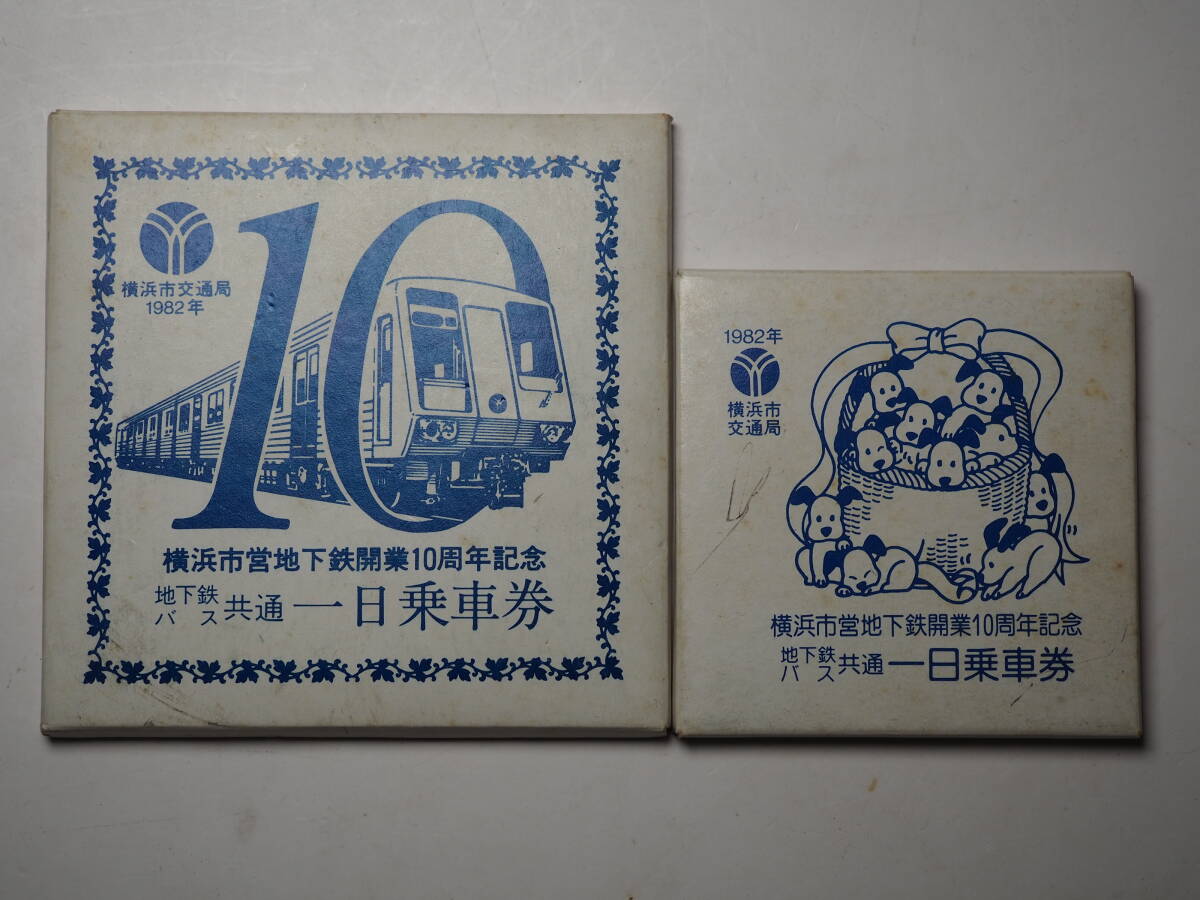 横浜市交通局
1982年
10
横浜市営地下鉄開業10周年記念
地下鉄
バス
共通 一日乗車券
1982年
横浜市
交通局
横浜市営地下鉄開業10周年記念
地下鉄
バス
共通 一日乗車券